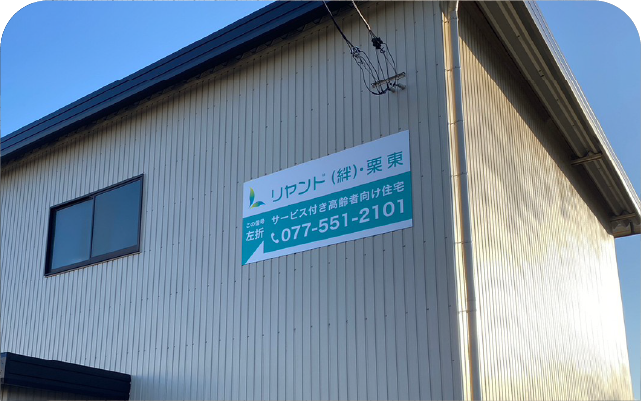 リヤンド(絆)・栗東
この信号
左折
サービス付き高齢者向け住宅
077-551-2101